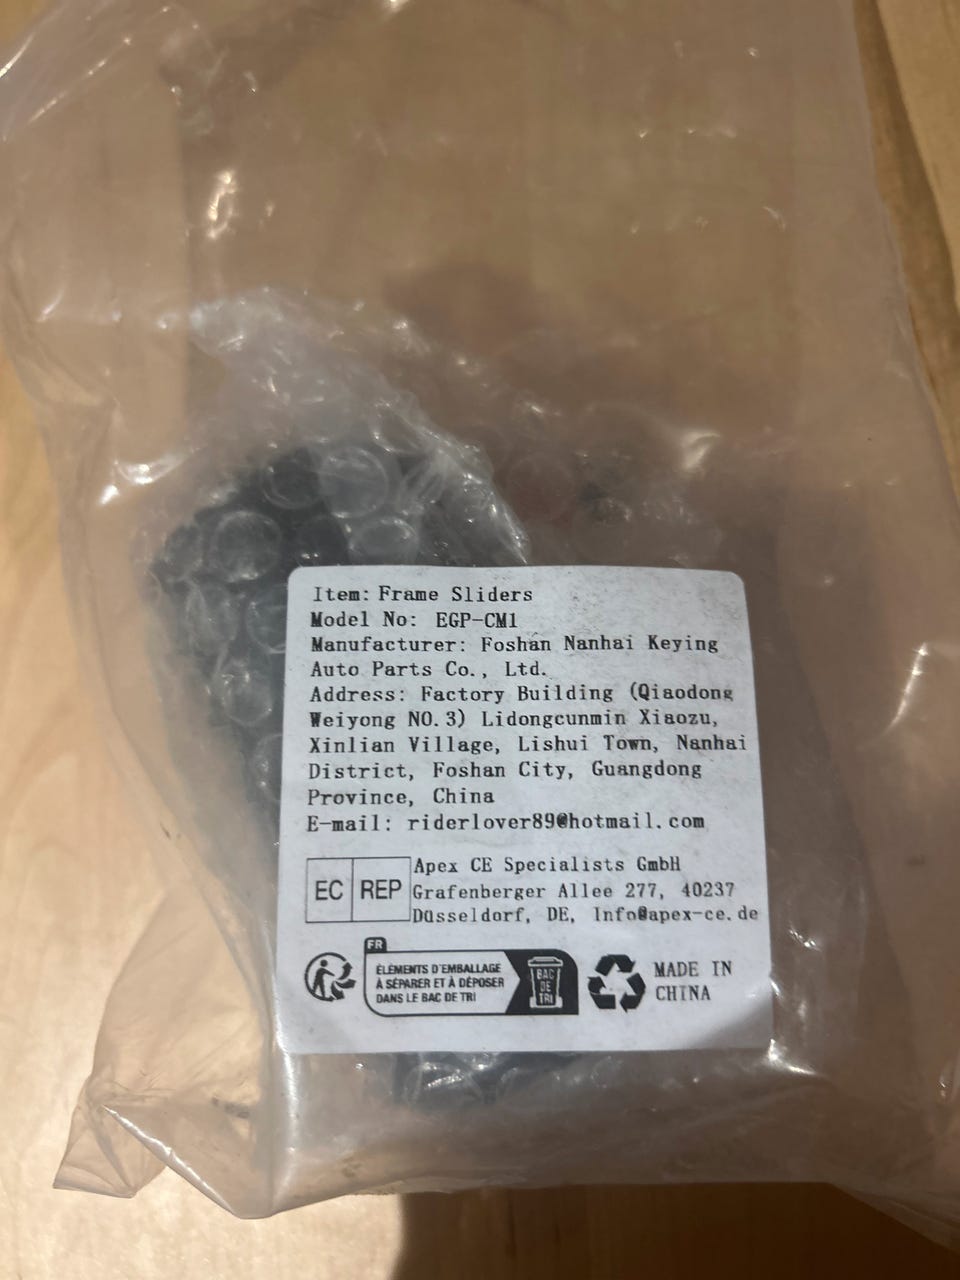 Item: Frame Sliders
Model No: EGP-CM1
Manufacturer: Foshan Nanhai Keying
Auto Parts Co., Ltd.
Address: Factory Building (Qiaodong
Weiyong NO.3) Lidongcunmin Xiaozu,
Xinlian Village, Lishui Town, Nanhai
District, Foshan City, Guangdong
Province, China
E-mail: riderlover89@hotmail.com
EC REP
Apex CE Specialists GmbH
Grafenberger Allee 277, 40237
Düsseldorf, DE, Info@apex-ce.de
FR
ÉLÉMENTS D'EMBALLAGE
À SÉPARER ET À DÉPOSER
DANS LE BAC DE TRI
BAC
DE
TRI
MADE IN
CHINA